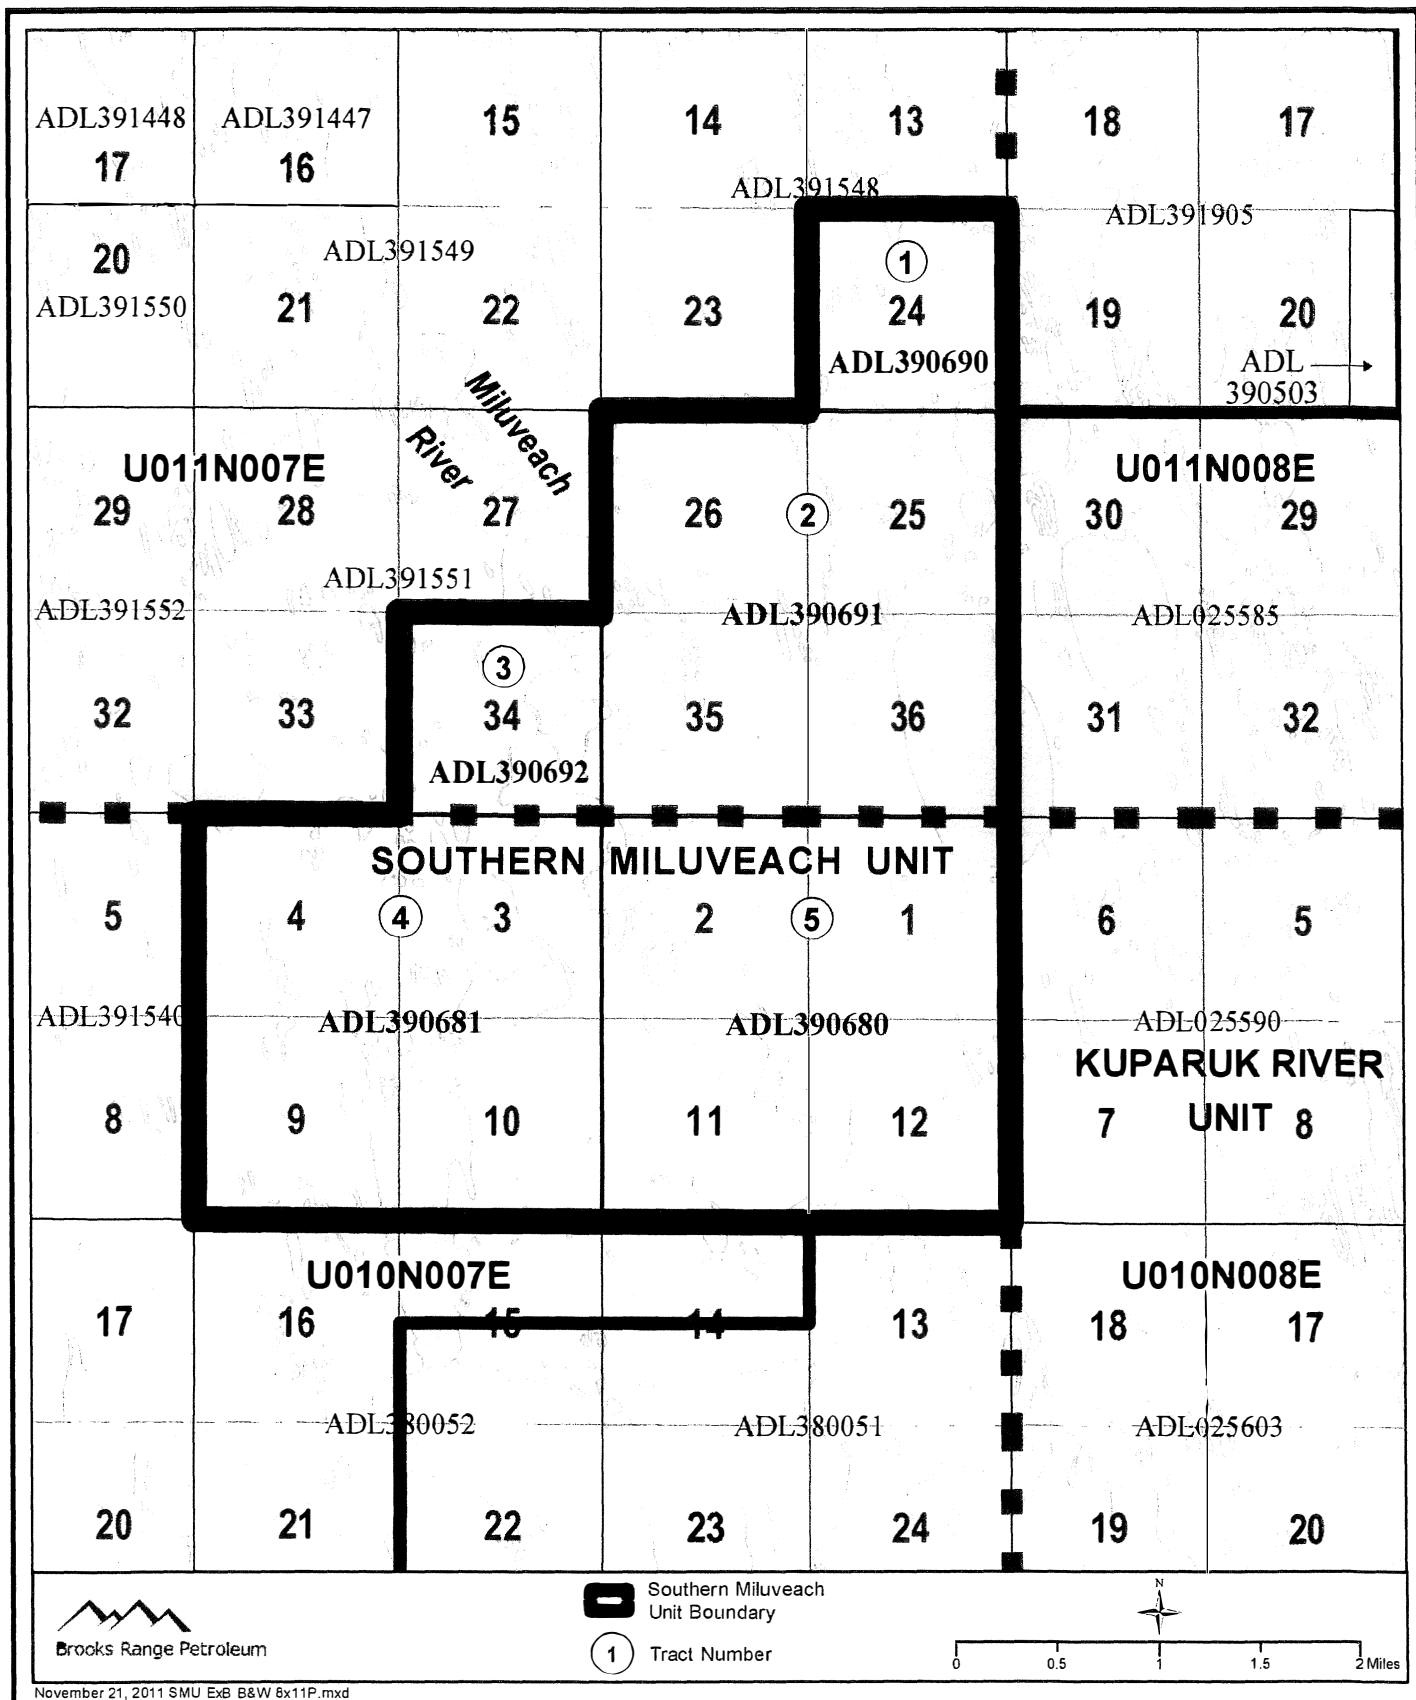 ADL391448
ADL391447
15
14
13
18
17
17
16
ADL391548
ADL391905
20
ADL391549
1
ADL391550
21
22
23
24
19
20
ADL390690
ADL
390503
Miluveach
River
U011N007E
U011N008E
29
28
27
26
2
25
30
29
ADL391551
ADL391552
ADL390691
ADL025585
3
32
33
34
35
36
31
32
ADL390692
SOUTHERN MILUVEACH UNIT
5
4
4
3
2
5
1
6
5
ADL391540
ADL390681
ADL390680
ADL025590
KUPARUK RIVER
UNIT
8
9
10
11
12
7
8
U010N007E
U010N008E
17
16
15
14
13
18
17
ADL380052
ADL380051
ADL025603
20
21
22
23
24
19
20
Brooks Range Petroleum
Southern Miluveach
Unit Boundary
1 Tract Number
N
0 0.5 1 1.5 2 Miles
November 21, 2011 SMU ExB B&W 8x11P.mxd